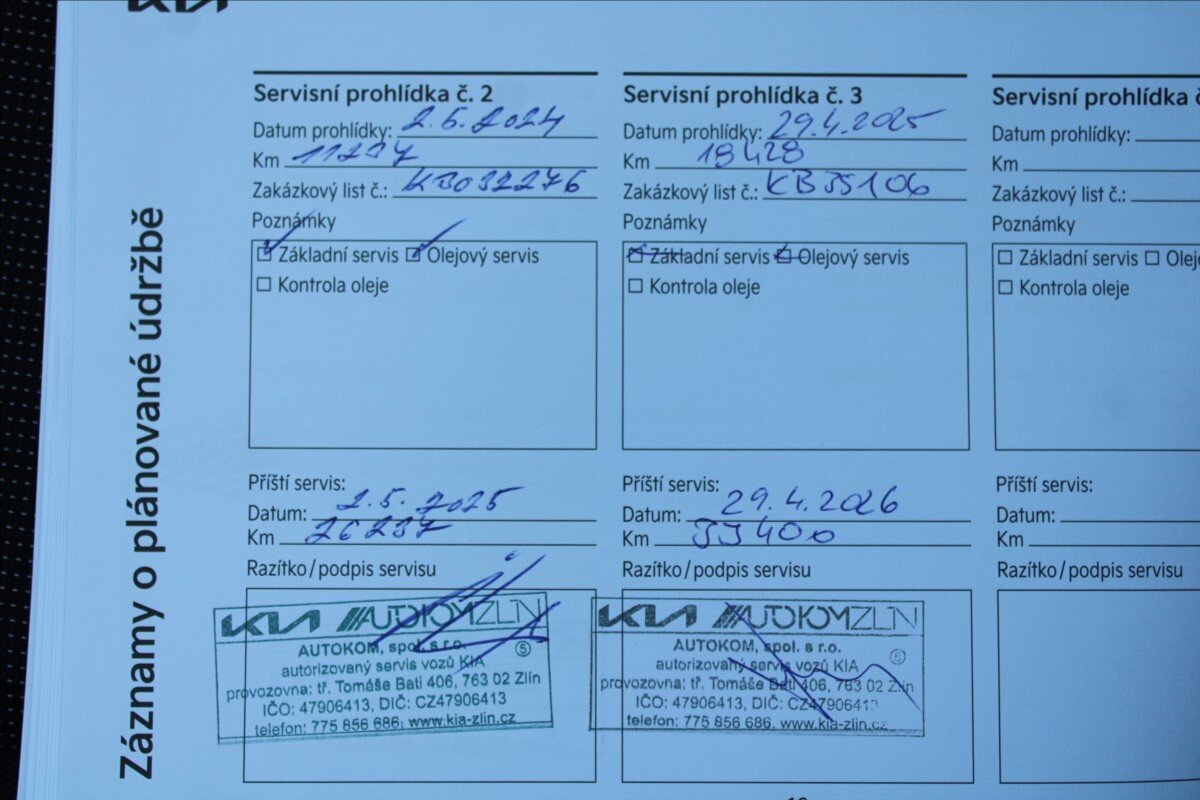 KIA
Záznamy o plánované údržbě
Servisní prohlídka č. 2
Datum prohlídky: 2.5.2024
Km 11237
Zakázkový list č.: KB032276
Poznámky
Základní servis Olejový servis
Kontrola oleje
Příští servis:
Datum: 2.5.2025
Km 26237
Razítko/podpis servisu
KIA AUTOKOMZLÍN
AUTOKOM, spol. s r.o. 5
autorizovaný servis vozů KIA
provozovna: tř. Tomáše Bati 406, 763 02 Zlín
IČO: 47906413, DIČ: CZ47906413
telefon: 775 856 686, www.kia-zlin.cz
Servisní prohlídka č. 3
Datum prohlídky: 29.4.2025
Km 18428
Zakázkový list č.: KB35106
Poznámky
Základní servis Olejový servis
Kontrola oleje
Příští servis:
Datum: 29.4.2026
Km 33400
Razítko/podpis servisu
KIA AUTOKOMZLÍN
AUTOKOM, spol. s r.o.
autorizovaný servis vozů KIA
provozovna: tř. Tomáše Bati 406, 763 02 Zlín
IČO: 47906413, DIČ: CZ47906413
telefon: 775 856 686, www.kia-zlin.cz
Servisní prohlídka č
Datum prohlídky:
Km
Zakázkový list č.:
Poznámky
Základní servis Olej
Kontrola oleje
Příští servis:
Datum:
Km
Razítko/podpis servisu